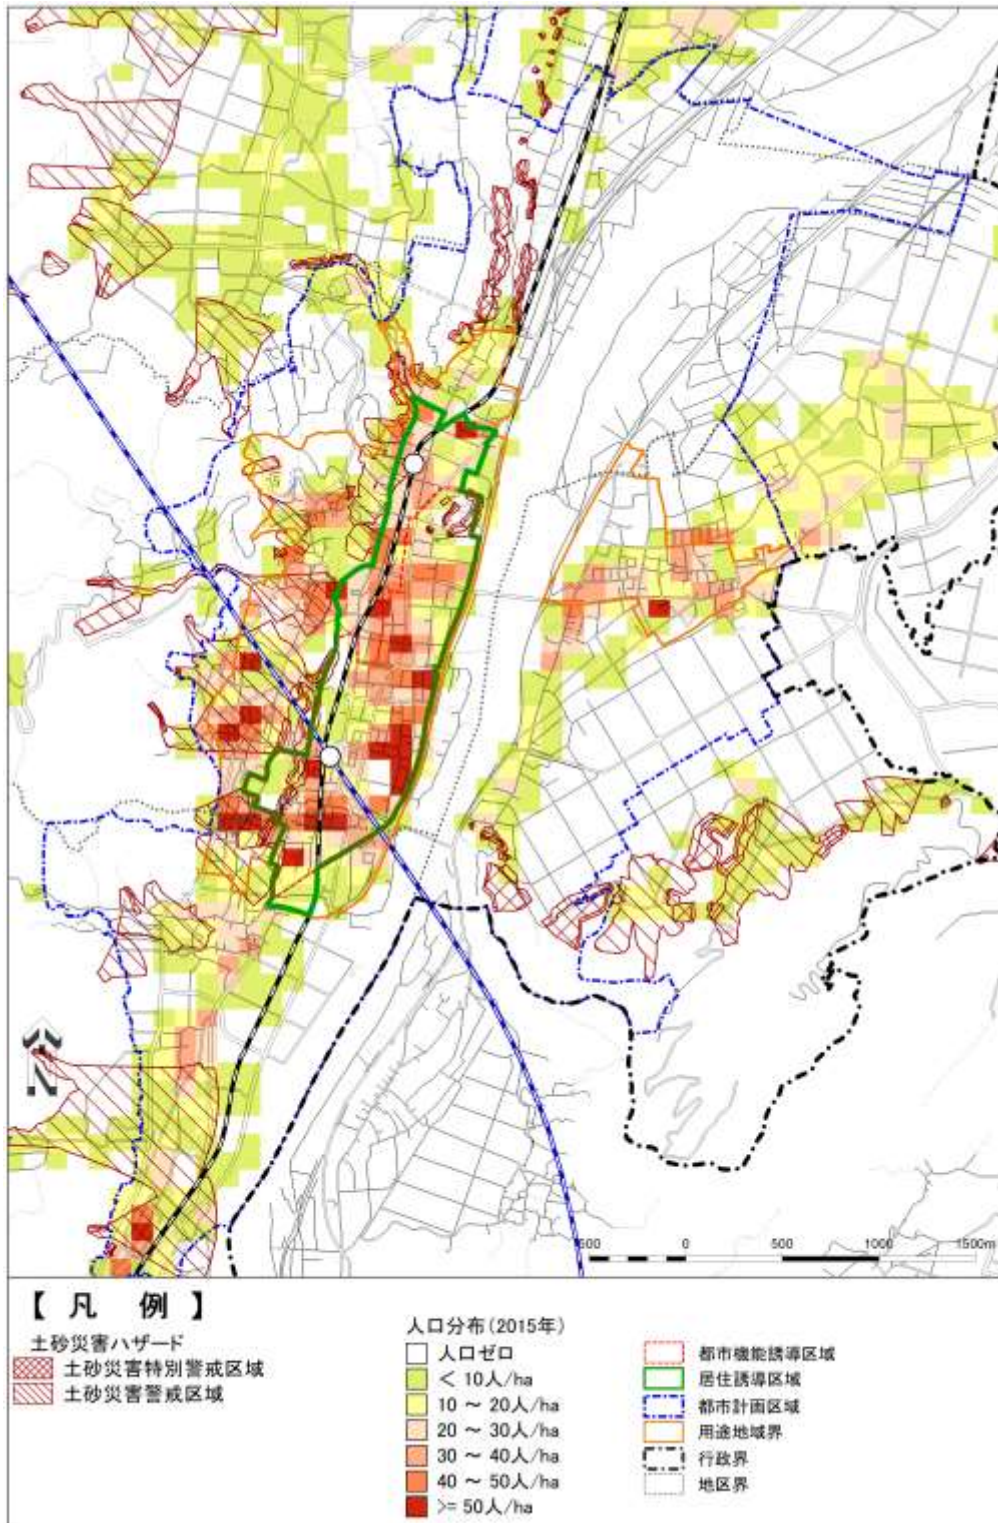 500 0 500 1000 1500m
【 凡 例 】
土砂災害ハザード
土砂災害特別警戒区域
土砂災害警戒区域
人口分布(2015年)
人口ゼロ
< 10人/ha
10 ～ 20人/ha
20 ～ 30人/ha
30 ～ 40人/ha
40 ～ 50人/ha
>= 50人/ha
都市機能誘導区域
居住誘導区域
都市計画区域
用途地域界
行政界
地区界